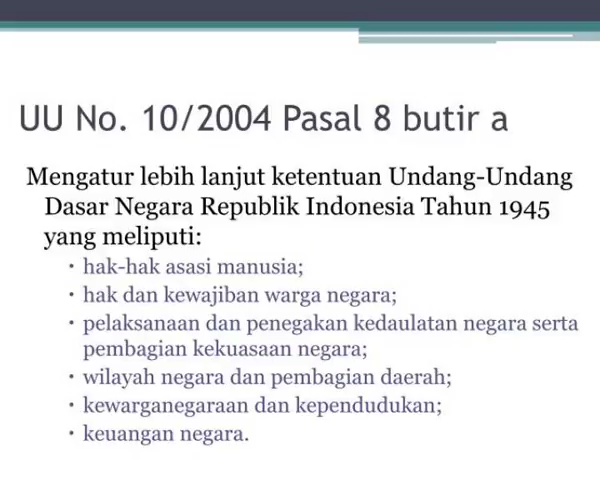 UU No. 10/2004 Pasal 8 butir a
Mengatur lebih lanjut ketentuan Undang-Undang
Dasar Negara Republik Indonesia Tahun 1945
yang meliputi:
• hak-hak asasi manusia;
• hak dan kewajiban warga negara;
• pelaksanaan dan penegakan kedaulatan negara serta
pembagian kekuasaan negara;
• wilayah negara dan pembagian daerah;
• kewarganegaraan dan kependudukan;
• keuangan negara.